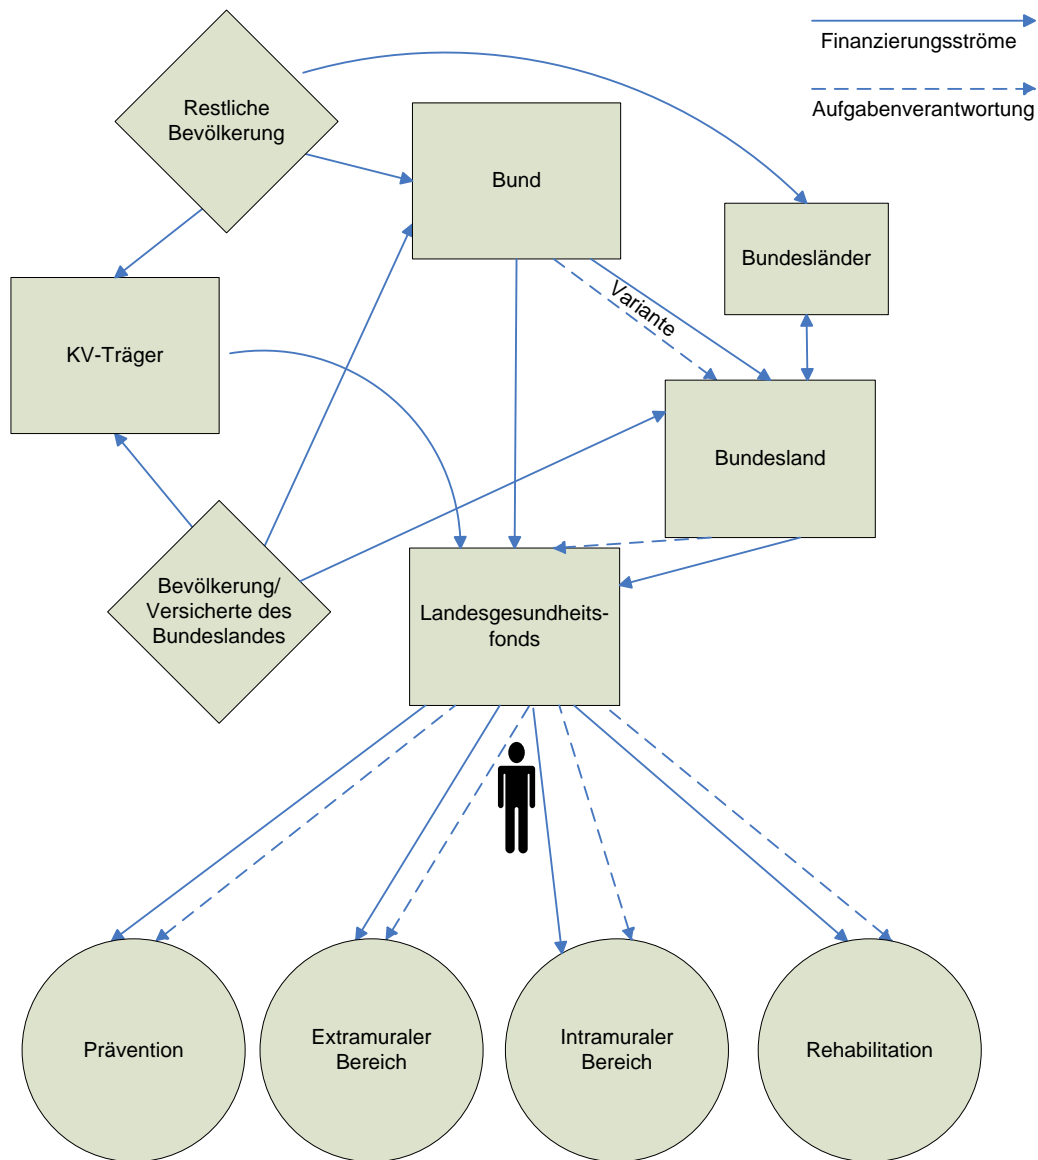 Finanzierungsströme
Aufgabenverantwortung
Restliche
Bevölkerung
Bund
Bundesländer
Variante
KV-Träger
Bundesland
Bevölkerung/
Versicherte des
Bundeslandes
Landesgesundheits-
fonds
Prävention
Extramuraler
Bereich
Intramuraler
Bereich
Rehabilitation